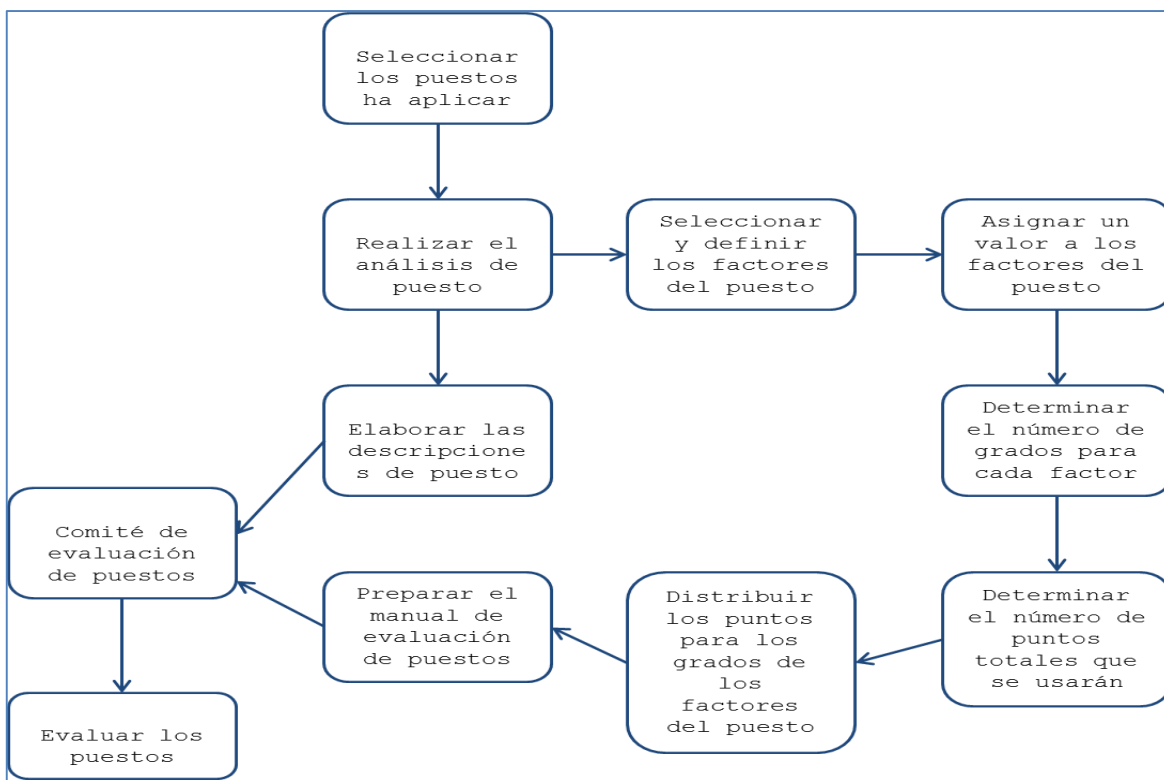 Seleccionar
los puestos
ha aplicar
Realizar el
análisis de
puesto
Seleccionar
y definir
los factores
del puesto
Asignar un
valor a los
factores del
puesto
Elaborar las
descripcione
s de puesto
Determinar
el número de
grados para
cada factor
Comité de
evaluación
de puestos
Preparar el
manual de
evaluación
de puestos
Distribuir
los puntos
para los
grados de
los
factores
del puesto
Determinar
el número de
puntos
totales que
se usarán
Evaluar los
puestos